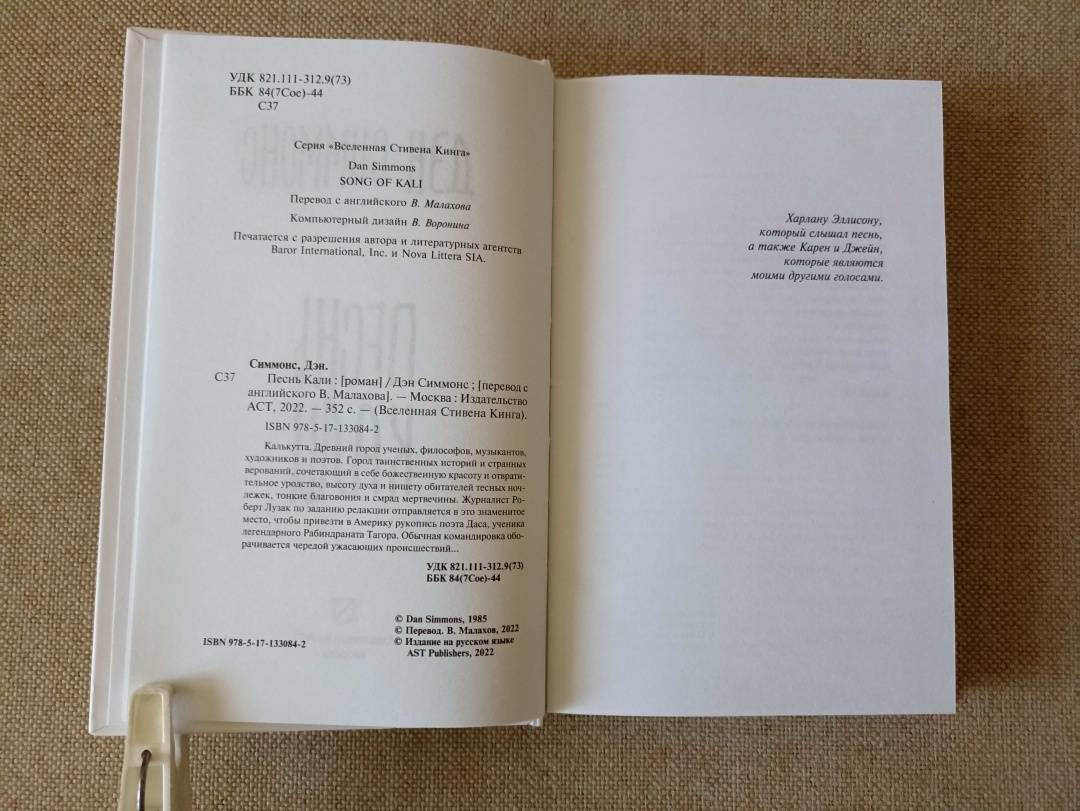 УДК 821.111-312.9(73)
ББК 84(7Сое)-44
С37
Серия «Вселенная Стивена Кинга»
Dan Simmons
SONG OF KALI
Перевод с английского В. Малахова
Компьютерный дизайн В. Воронина
Печатается с разрешения автора и литературных агентств
Baror International, Inc. и Nova Littera SIA.
Симмонс, Дэн.
С37 Песнь Кали : [роман] / Дэн Симмонс ; [перевод с
английского В. Малахова]. — Москва : Издательство
АСТ, 2022. — 352 с. — (Вселенная Стивена Кинга).
ISBN 978-5-17-133084-2
Калькутта. Древний город ученых, философов, музыкантов,
художников и поэтов. Город таинственных историй и странных
верований, сочетающий в себе божественную красоту и отврати-
тельное уродство, высоту духа и нищету обитателей тесных ноч-
лежек, тонкие благовония и смрад мертвечины. Журналист Ро-
берт Лузак по заданию редакции отправляется в это знаменитое
место, чтобы привезти в Америку рукопись поэта Даса, ученика
легендарного Рабиндраната Тагора. Обычная командировка обо-
рачивается чередой ужасающих происшествий...
УДК 821.111-312.9(73)
ББК 84(7Сое)-44
© Dan Simmons, 1985
© Перевод. В. Малахов, 2022
© Издание на русском языке
AST Publishers, 2022
ISBN 978-5-17-133084-2
Харлану Эллисону,
который слышал песнь,
а также Карен и Джейн,
которые являются
моими другими голосами.